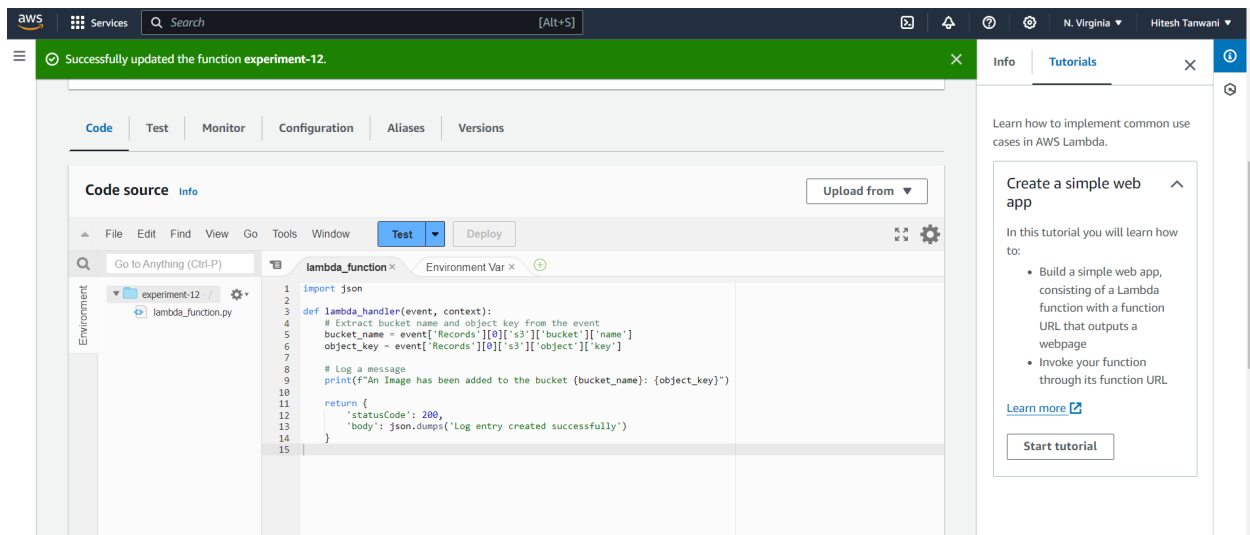 aws
Services
Search
[Alt+S]
N. Virginia ▼
Hitesh Tanwani ▼
Successfully updated the function experiment-12.
Info
Tutorials
Code
Test
Monitor
Configuration
Aliases
Versions
Learn how to implement common use
cases in AWS Lambda.
Code source Info
Upload from ▼
Create a simple web
app
In this tutorial you will learn how
to:
• Build a simple web app,
consisting of a Lambda
function with a function
URL that outputs a
webpage
• Invoke your function
through its function URL
Learn more
Start tutorial
File Edit Find View Go Tools Window
Test
Deploy
Go to Anything (Ctrl-P)
lambda_function ×
Environment Var ×
Environment
experiment-12 - /
lambda_function.py
1 import json
2
3 def lambda_handler(event, context):
4     # Extract bucket name and object key from the event
5     bucket_name = event['Records'][0]['s3']['bucket']['name']
6     object_key = event['Records'][0]['s3']['object']['key']
7
8     # Log a message
9     print(f"An Image has been added to the bucket {bucket_name}: {object_key}")
10
11     return {
12         'statusCode': 200,
13         'body': json.dumps('Log entry created successfully')
14     }
15